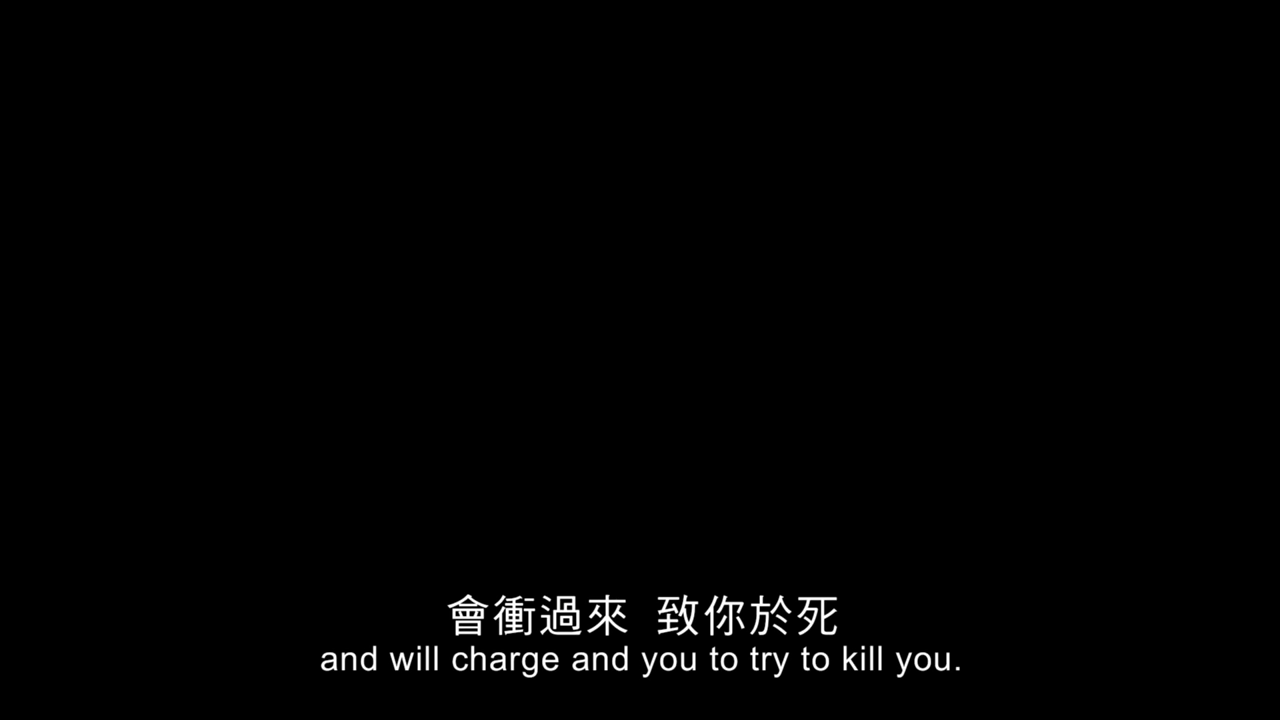 會衝過來 致你於死
and will charge and you to try to kill you.